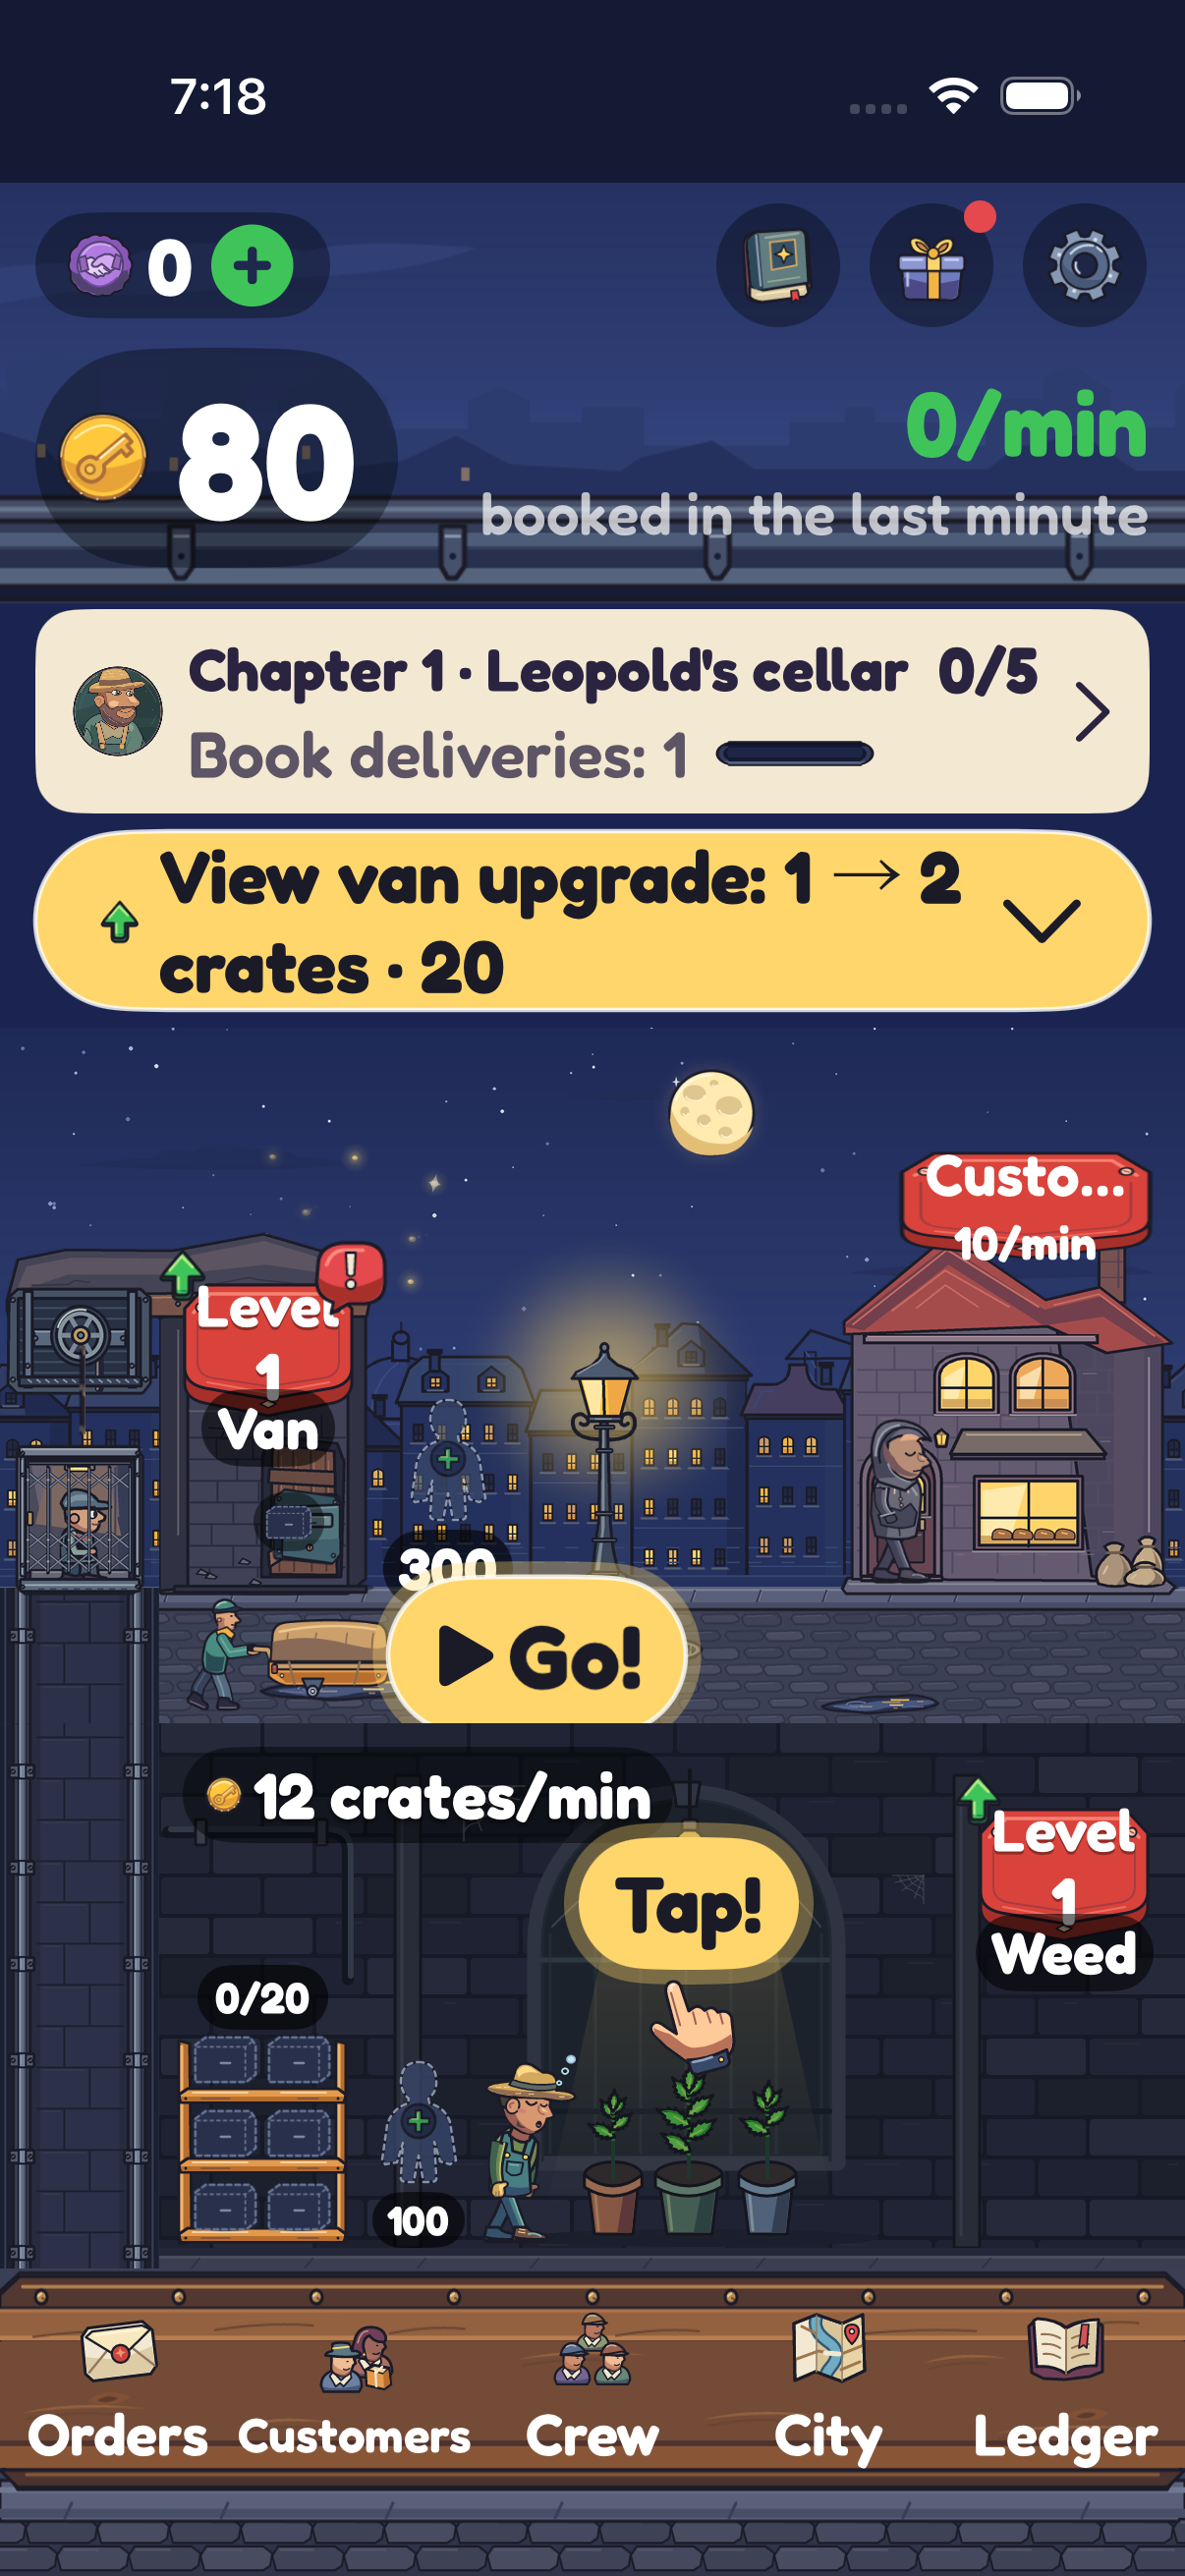 7:18
0
80
0/min
booked in the last minute
Chapter 1 · Leopold's cellar 0/5
Book deliveries: 1
View van upgrade: 1 → 2
crates · 20
Custo...
10/min
Level
1
Van
300
Go!
12 crates/min
Tap!
Level
1
Weed
0/20
100
Orders
Customers
Crew
City
Ledger